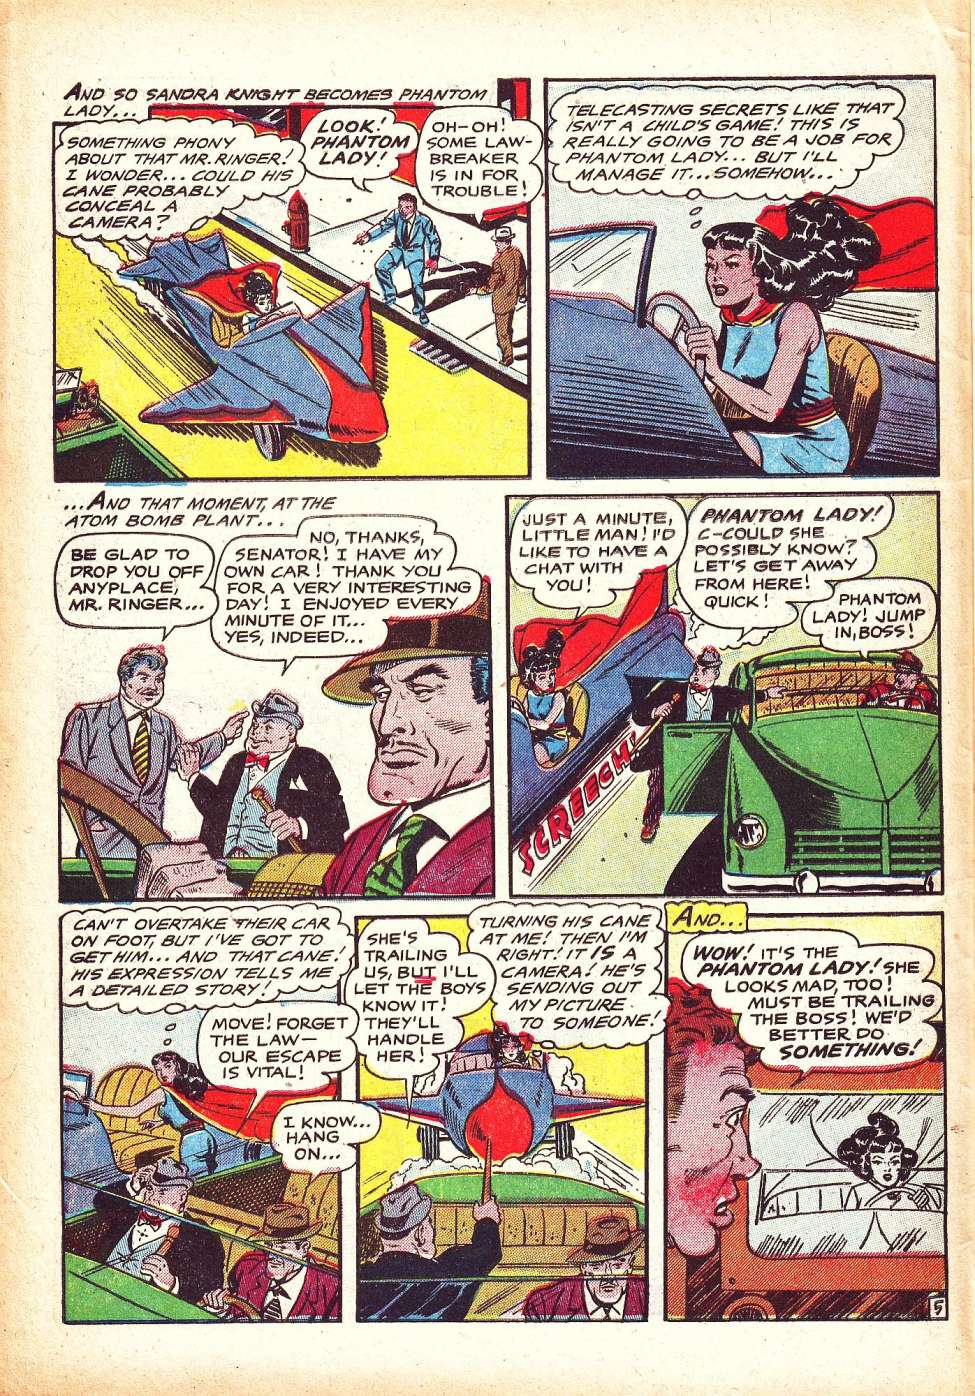 AND SO SANDRA KNIGHT BECOMES PHANTOM
LADY...
SOMETHING PHONY
ABOUT THAT MR. RINGER!
I WONDER... COULD HIS
CANE PROBABLY
CONCEAL A
CAMERA?
LOOK!
PHANTOM
LADY!
OH-OH!
SOME LAW-
BREAKER
IS IN FOR
TROUBLE!
TELECASTING SECRETS LIKE THAT
ISN'T A CHILD'S GAME! THIS IS
REALLY GOING TO BE A JOB FOR
PHANTOM LADY... BUT I'LL
MANAGE IT...SOMEHOW...
...AND THAT MOMENT, AT THE
ATOM BOMB PLANT...
BE GLAD TO
DROP YOU OFF
ANYPLACE,
MR. RINGER...
NO, THANKS,
SENATOR! I HAVE MY
OWN CAR! THANK YOU
FOR A VERY INTERESTING
DAY! I ENJOYED EVERY
MINUTE OF IT...
YES, INDEED...
JUST A MINUTE,
LITTLE MAN! I'D
LIKE TO HAVE A
CHAT WITH
YOU!
PHANTOM LADY!
C-COULD SHE
POSSIBLY KNOW?
LET'S GET AWAY
FROM HERE!
QUICK!
PHANTOM
LADY! JUMP
IN, BOSS!
SCREECH!
CAN'T OVERTAKE THEIR CAR
ON FOOT, BUT I'VE GOT TO
GET HIM... AND THAT CANE!
HIS EXPRESSION TELLS ME
A DETAILED STORY!
MOVE! FORGET
THE LAW—
OUR ESCAPE
IS VITAL!
I KNOW...
HANG
ON...
SHE'S
TRAILING
US, BUT I'LL
LET THE BOYS
KNOW IT!
THEY'LL
HANDLE
HER!
TURNING HIS CANE
AT ME! THEN I'M
RIGHT! IT IS A
CAMERA! HE'S
SENDING OUT
MY PICTURE
TO SOMEONE!
AND...
WOW! IT'S THE
PHANTOM LADY! SHE
LOOKS MAD, TOO!
MUST BE TRAILING
THE BOSS! WE'D
BETTER DO
SOMETHING!
5